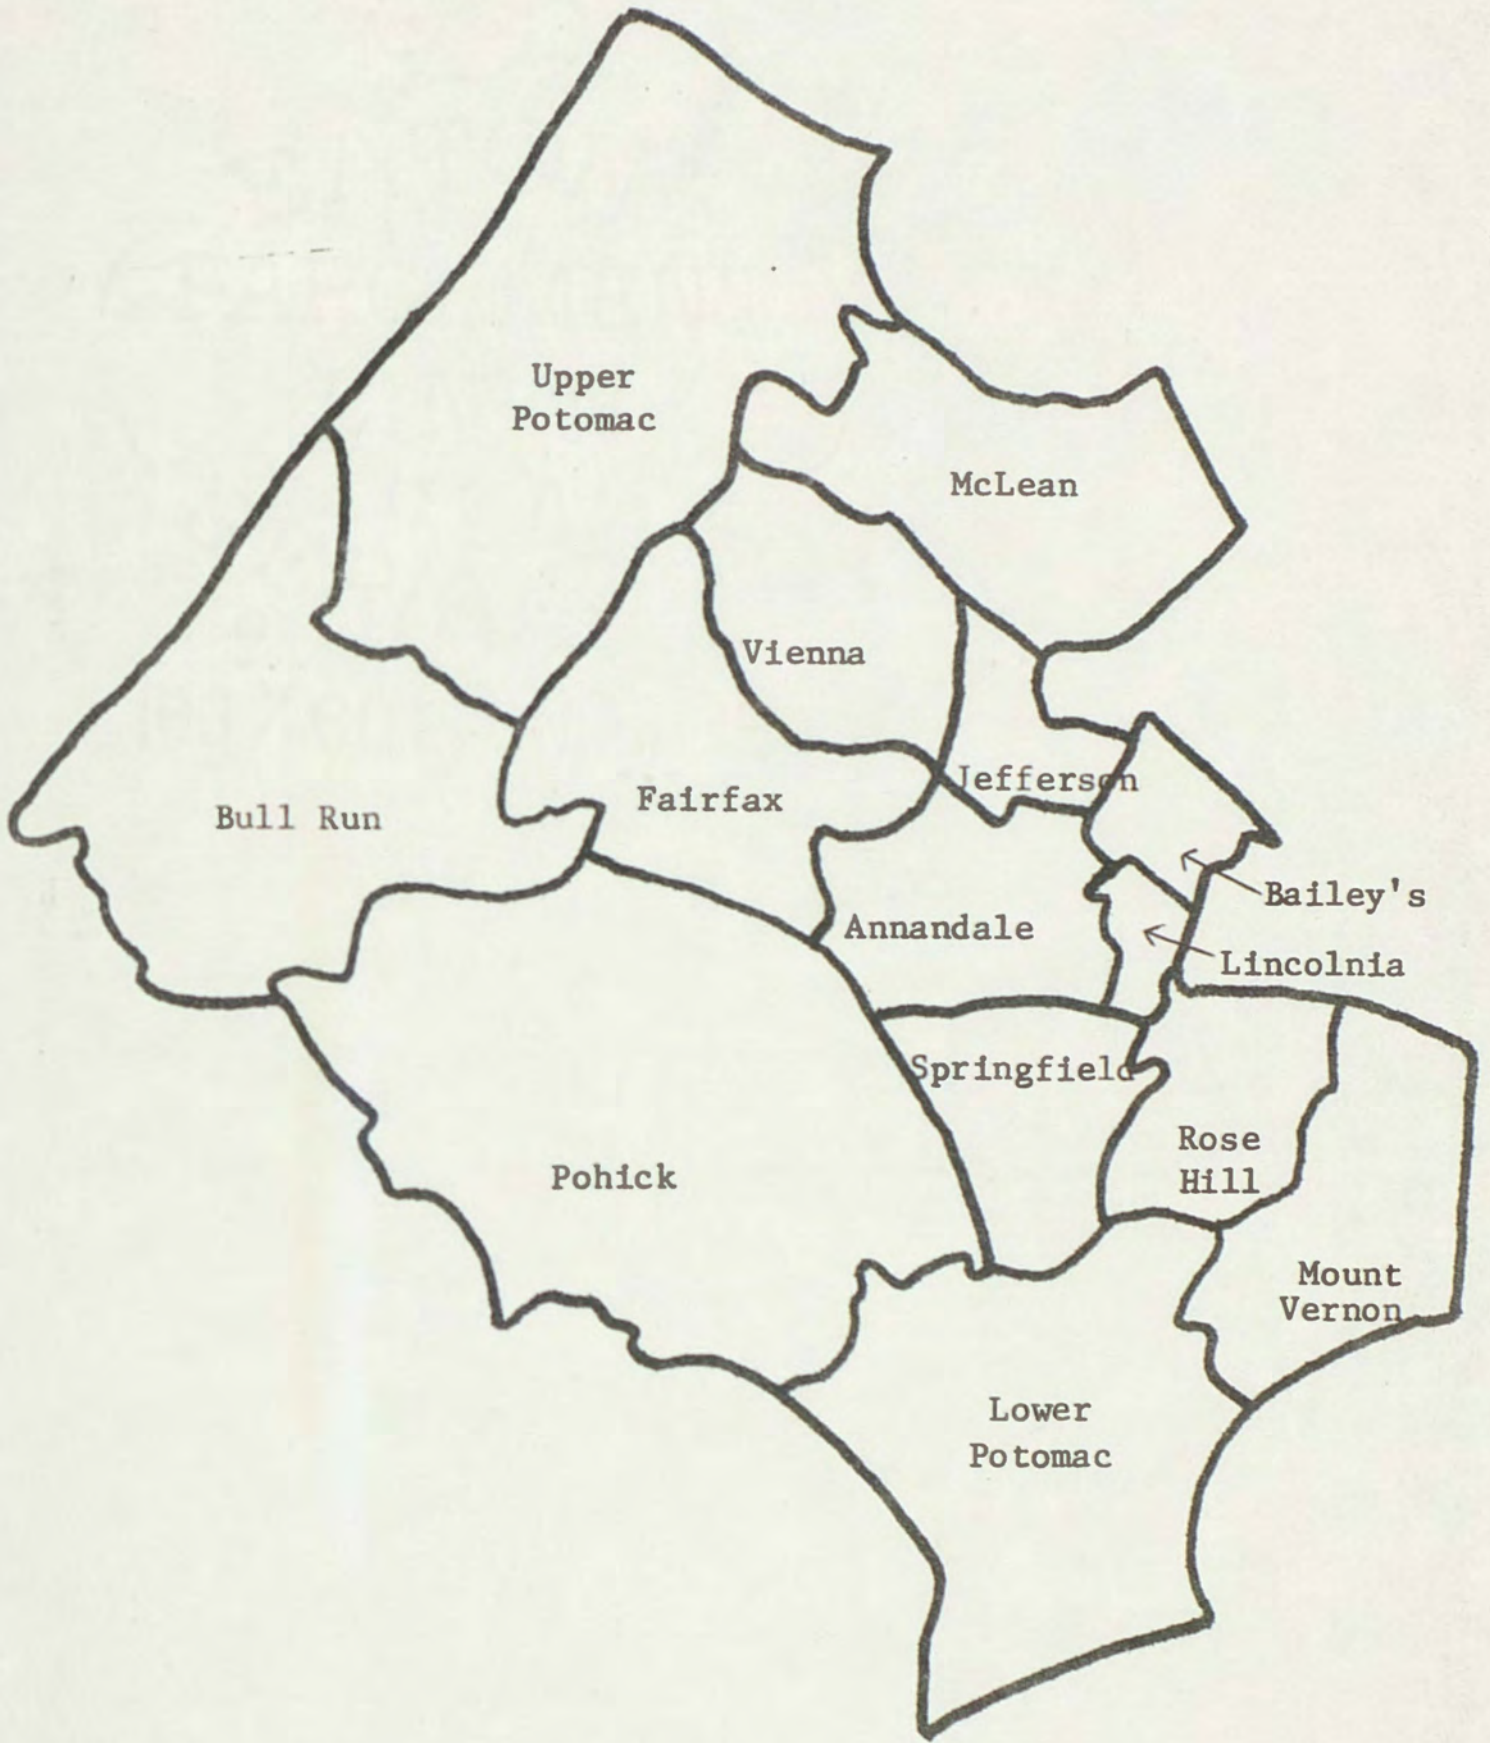 Upper
Potomac
McLean
Vienna
Jefferson
Fairfax
Bull Run
Bailey's
Annandale
Lincolnia
Springfield
Rose
Hill
Pohick
Mount
Vernon
Lower
Potomac